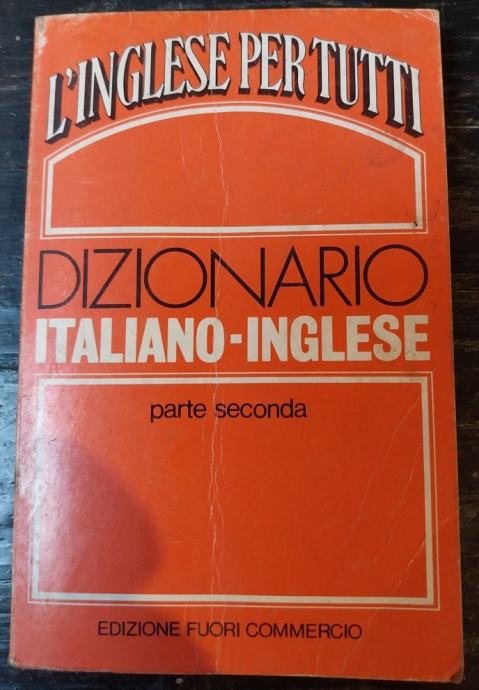 L'INGLESE PER TUTTI
DIZIONARIO
ITALIANO-INGLESE
parte seconda
EDIZIONE FUORI COMMERCIO